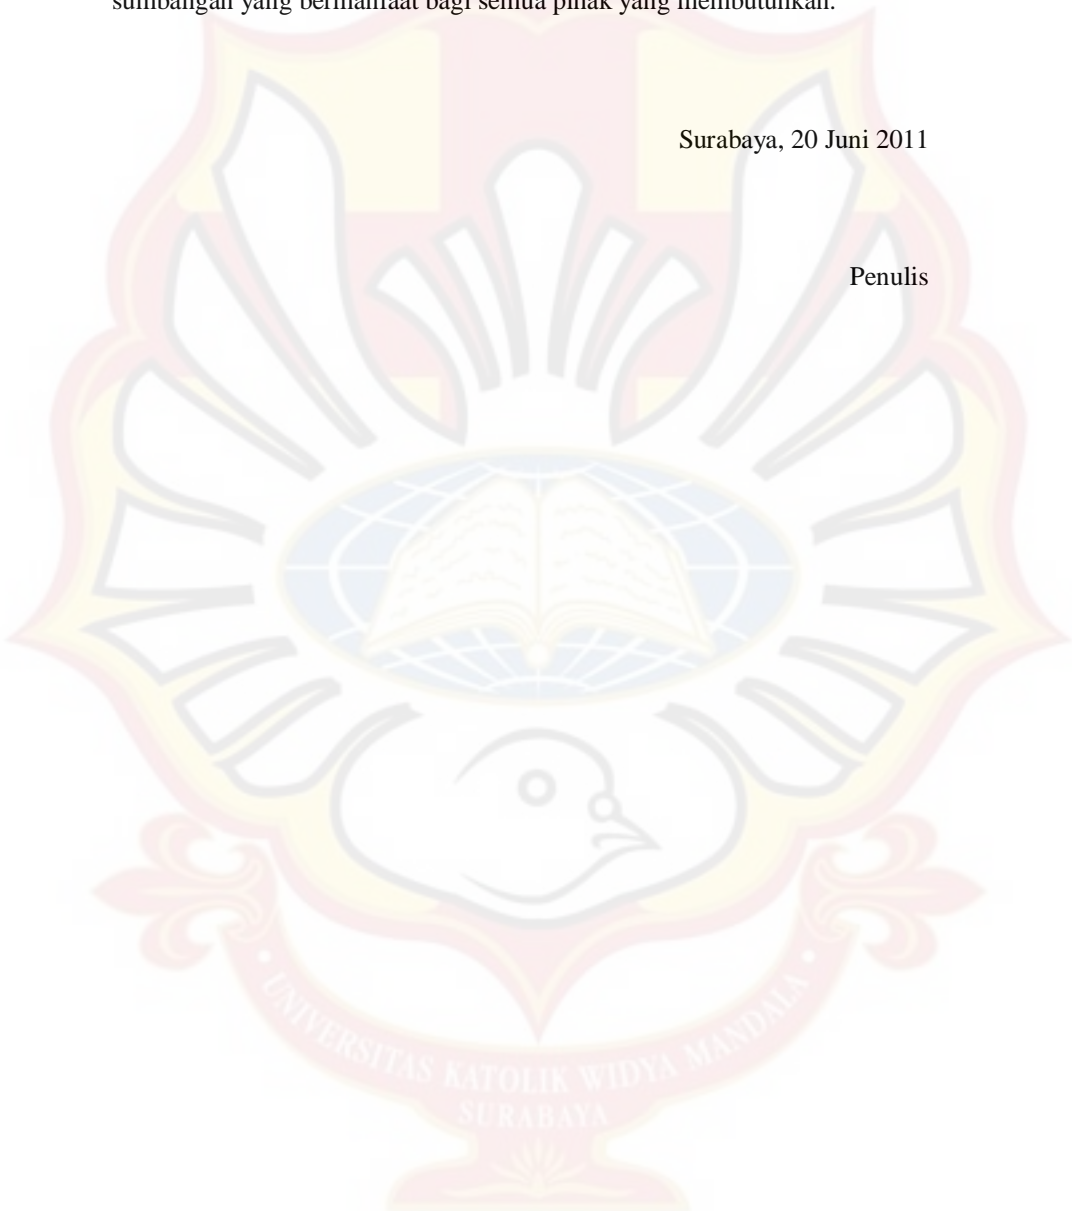 sumbangan yang bermanfaat bagi semua pihak yang membutuhkan.
Surabaya, 20 Juni 2011
Penulis
• UNIVERSITAS KATOLIK WIDYA MANDALA •
SURABAYA